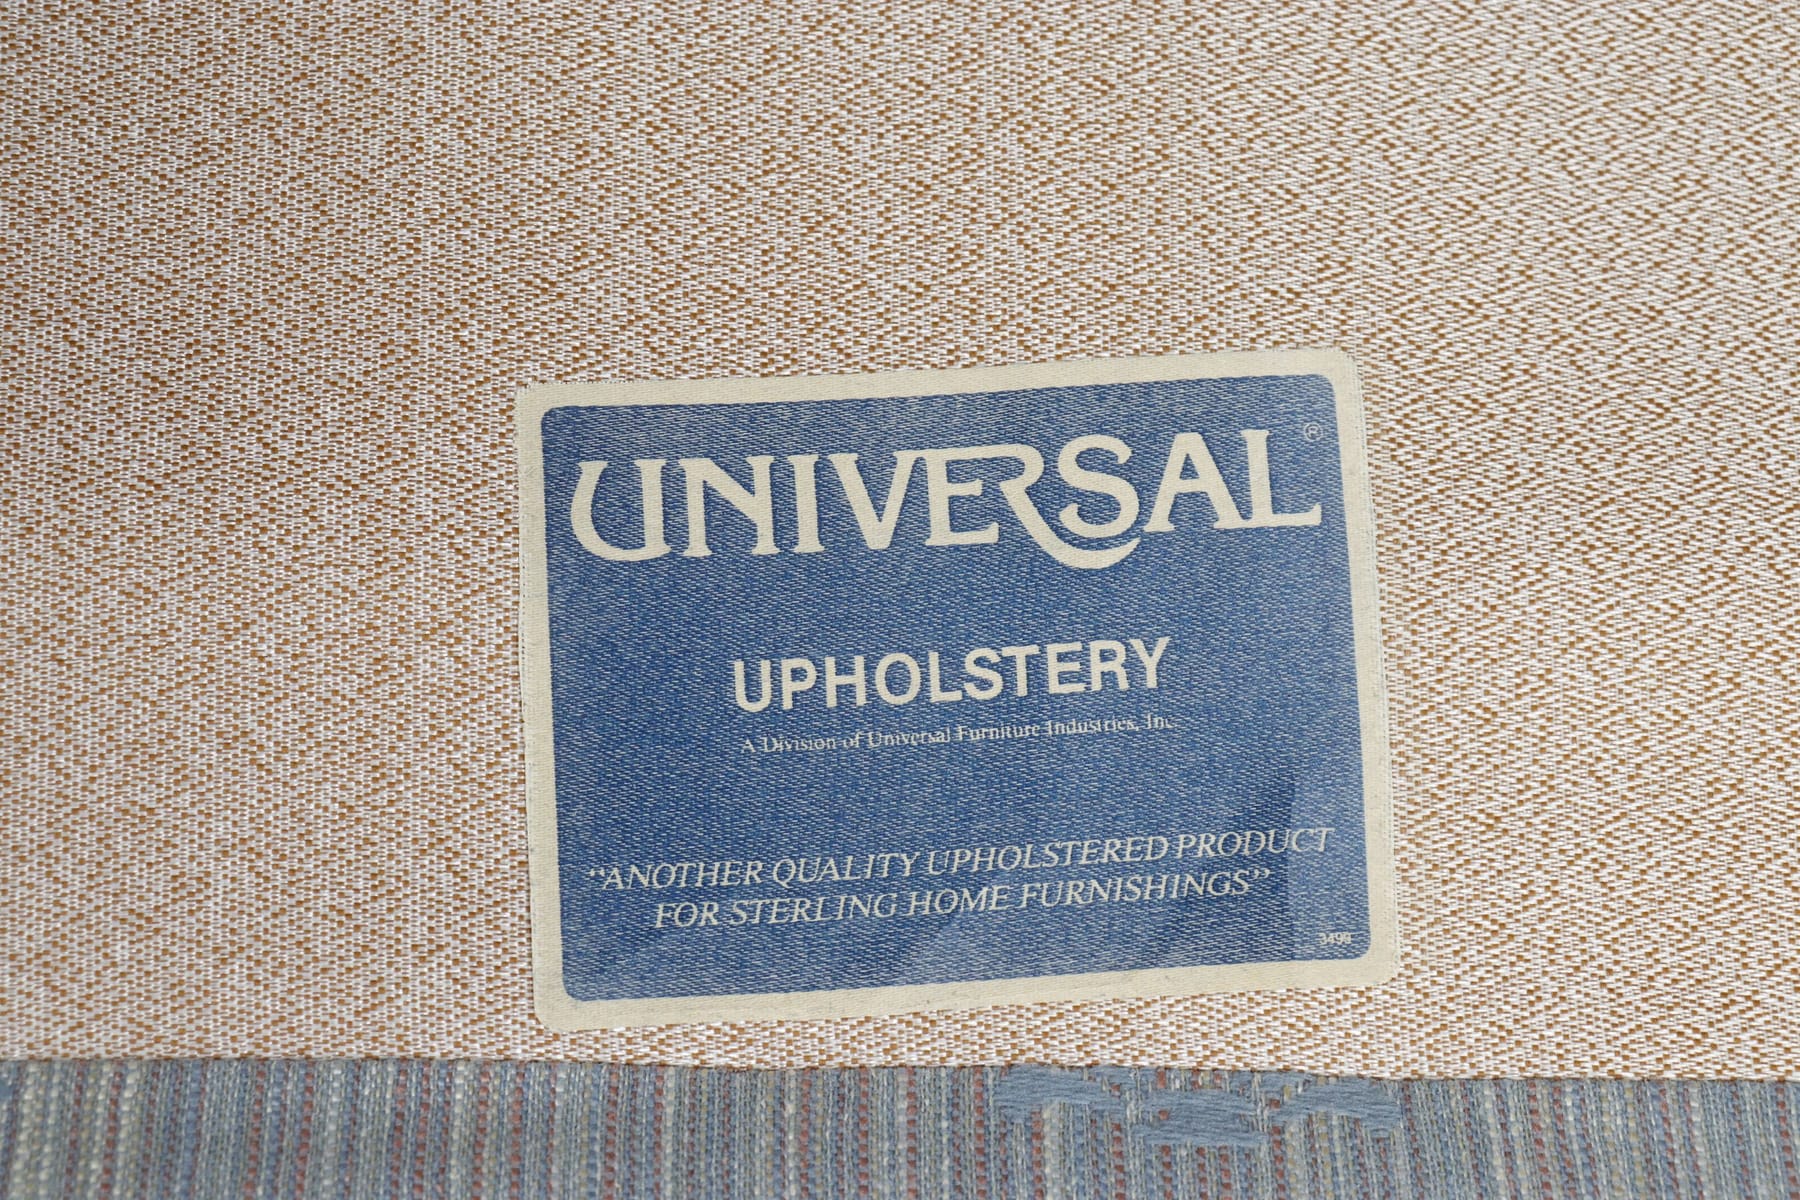 UNIVERSAL®
UPHOLSTERY
A Division of Universal Furniture Industries, Inc.
“ANOTHER QUALITY UPHOLSTERED PRODUCT
FOR STERLING HOME FURNISHINGS”